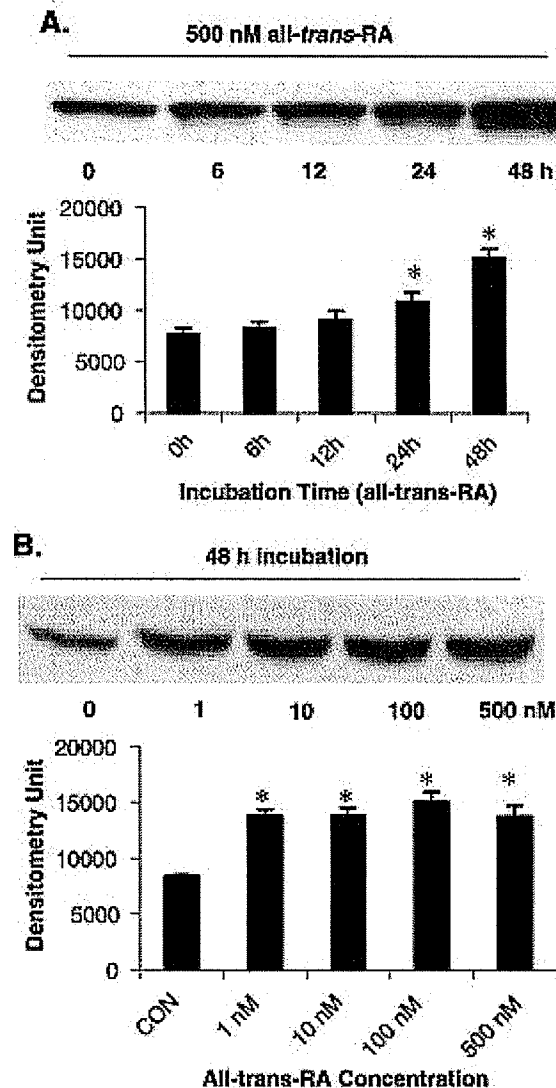 A.
500 nM all-trans-RA
0 6 12 24 48 h
20000
15000
10000
5000
0
Densitometry Unit
* *
0h 6h 12h 24h 48h
Incubation Time (all-trans-RA)
B.
48 h incubation
0 1 10 100 500 nM
20000
15000
10000
5000
0
Densitometry Unit
* * * *
CON 1 nM 10 nM 100 nM 500 nM
All-trans-RA Concentration